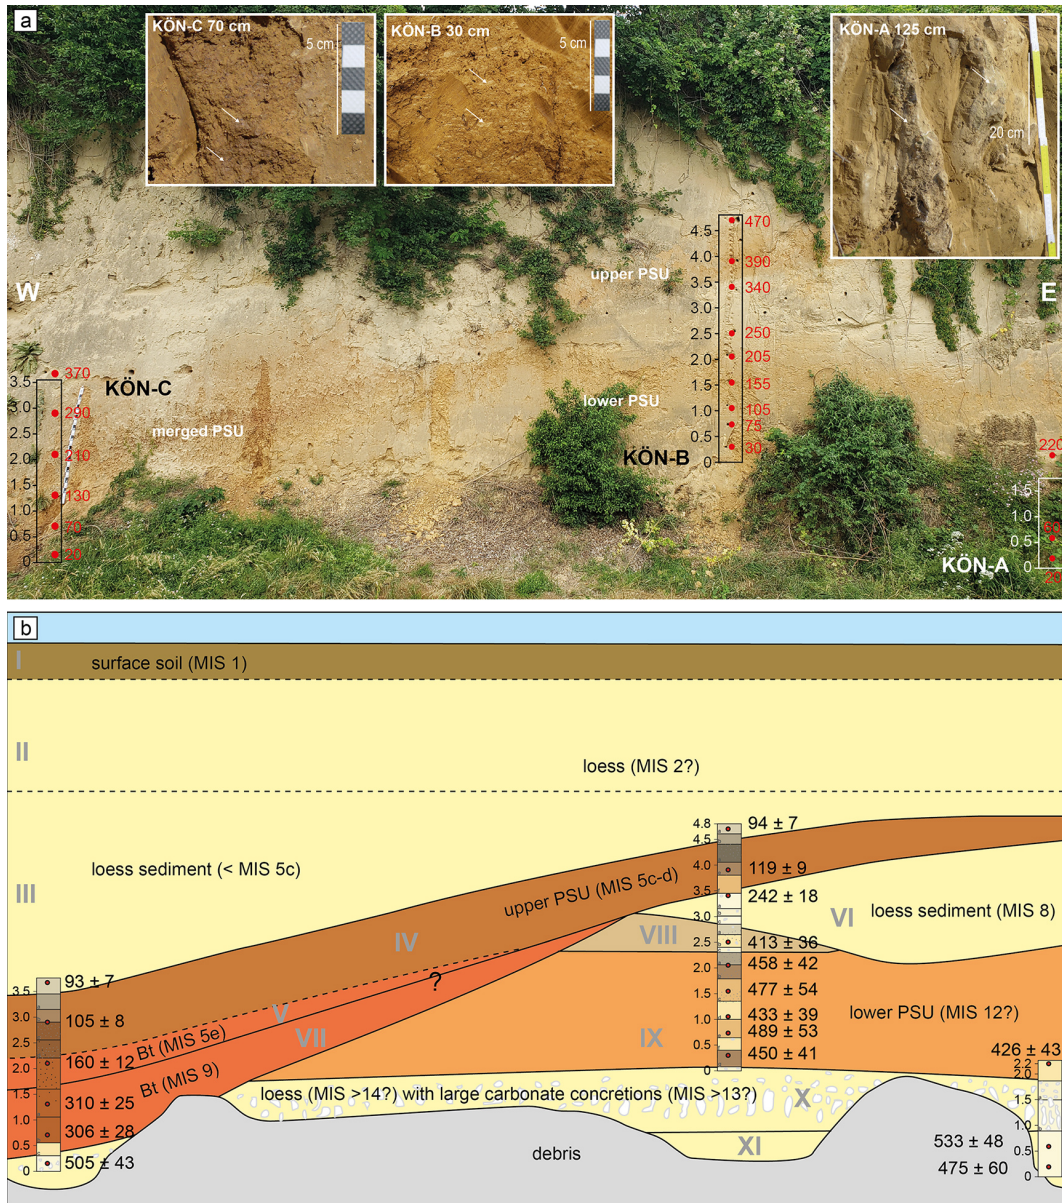 a
KÖN-C 70 cm
5 cm
KÖN-B 30 cm
5 cm
KÖN-A 125 cm
20 cm
W
E
upper PSU
lower PSU
merged PSU
KÖN-C
3.5
3.0
2.5
2.0
1.5
1.0
0.5
0
370
290
210
130
70
20
KÖN-B
4.5
4.0
3.5
3.0
2.5
2.0
1.5
1.0
0.5
0
470
390
340
250
205
155
105
75
30
KÖN-A
1.5
1.0
0.5
0
220
b
I
surface soil (MIS 1)
II
loess (MIS 2?)
III
loess sediment (< MIS 5c)
upper PSU (MIS 5c-d)
IV
V
Bt (MIS 5e)
?
VII
Bt (MIS 9)
VI
loess sediment (MIS 8)
VIII
IX
lower PSU (MIS 12?)
loess (MIS >14?) with large carbonate concretions (MIS >13?)
X
XI
debris
3.5
3.0
2.5
2.0
1.5
1.0
0.5
0
93 ± 7
105 ± 8
160 ± 12
310 ± 25
306 ± 28
505 ± 43
4.8
4.5
4.0
3.5
3.0
2.5
2.0
1.5
1.0
0.5
0
94 ± 7
119 ± 9
242 ± 18
413 ± 36
458 ± 42
477 ± 54
433 ± 39
489 ± 53
450 ± 41
426 ± 43
2.2
2.0
1.5
1.0
0.5
0
533 ± 48
475 ± 60